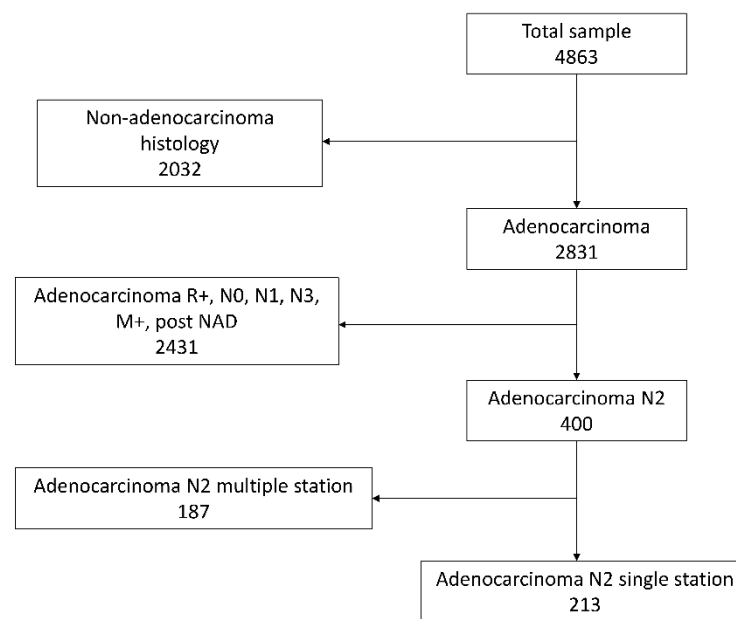 Total sample
4863
Non-adenocarcinoma
histology
2032
Adenocarcinoma
2831
Adenocarcinoma R+, N0, N1, N3,
M+, post NAD
2431
Adenocarcinoma N2
400
Adenocarcinoma N2 multiple station
187
Adenocarcinoma N2 single station
213